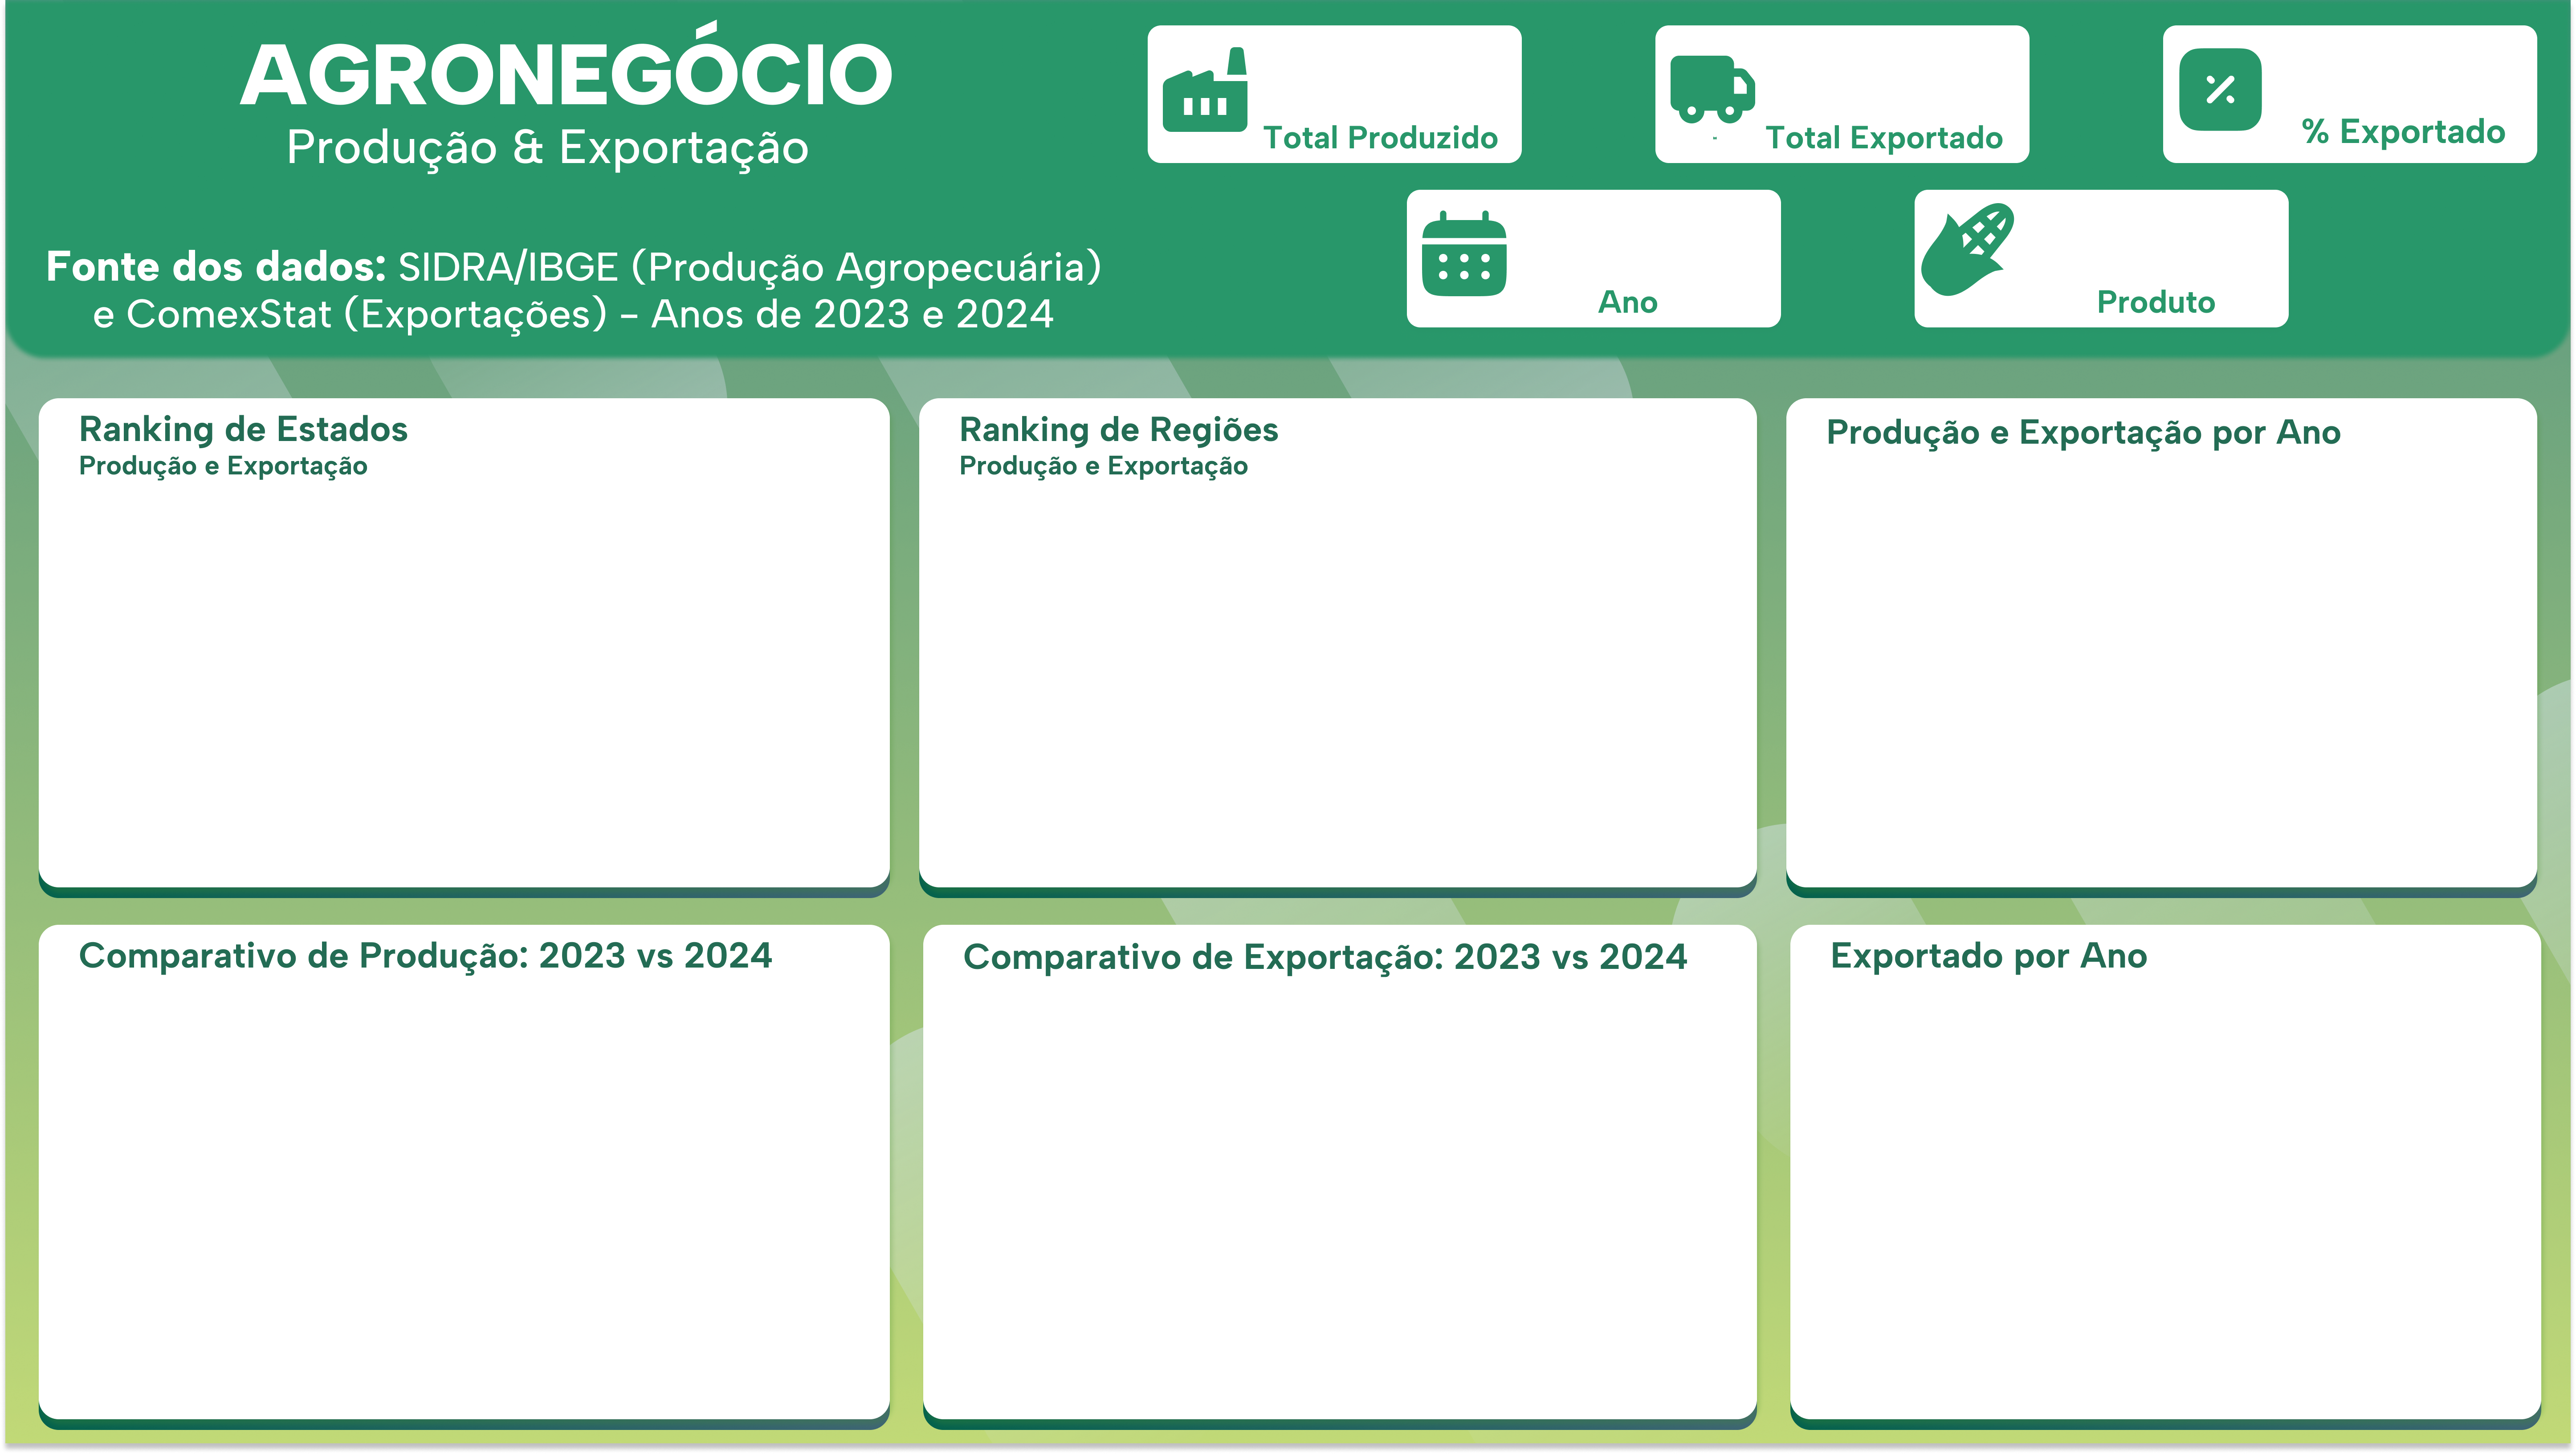 AGRONEGÓCIO
Produção & Exportação
Fonte dos dados: SIDRA/IBGE (Produção Agropecuária)
e ComexStat (Exportações) - Anos de 2023 e 2024
Total Produzido
- Total Exportado
% Exportado
Ano
Produto
Ranking de Estados
Produção e Exportação
Ranking de Regiões
Produção e Exportação
Produção e Exportação por Ano
Comparativo de Produção: 2023 vs 2024
Comparativo de Exportação: 2023 vs 2024
Exportado por Ano